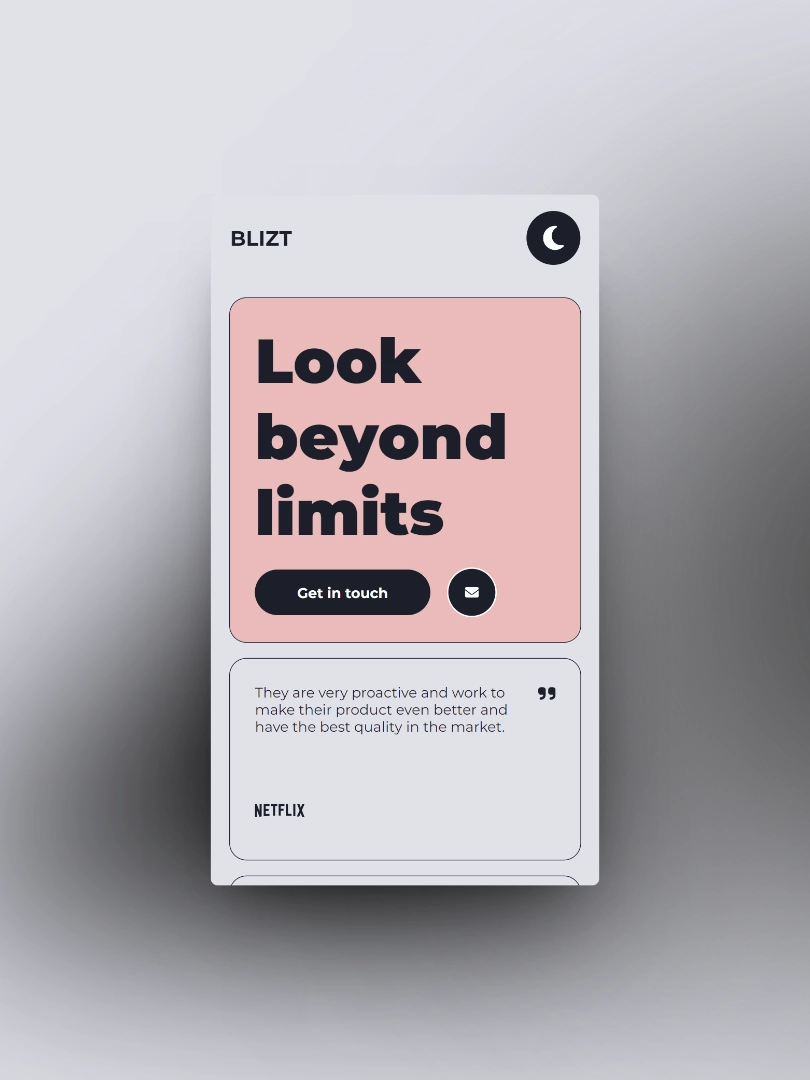 BLIZT
Look
beyond
limits
Get in touch
They are very proactive and work to
make their product even better and
have the best quality in the market.
NETFLIX